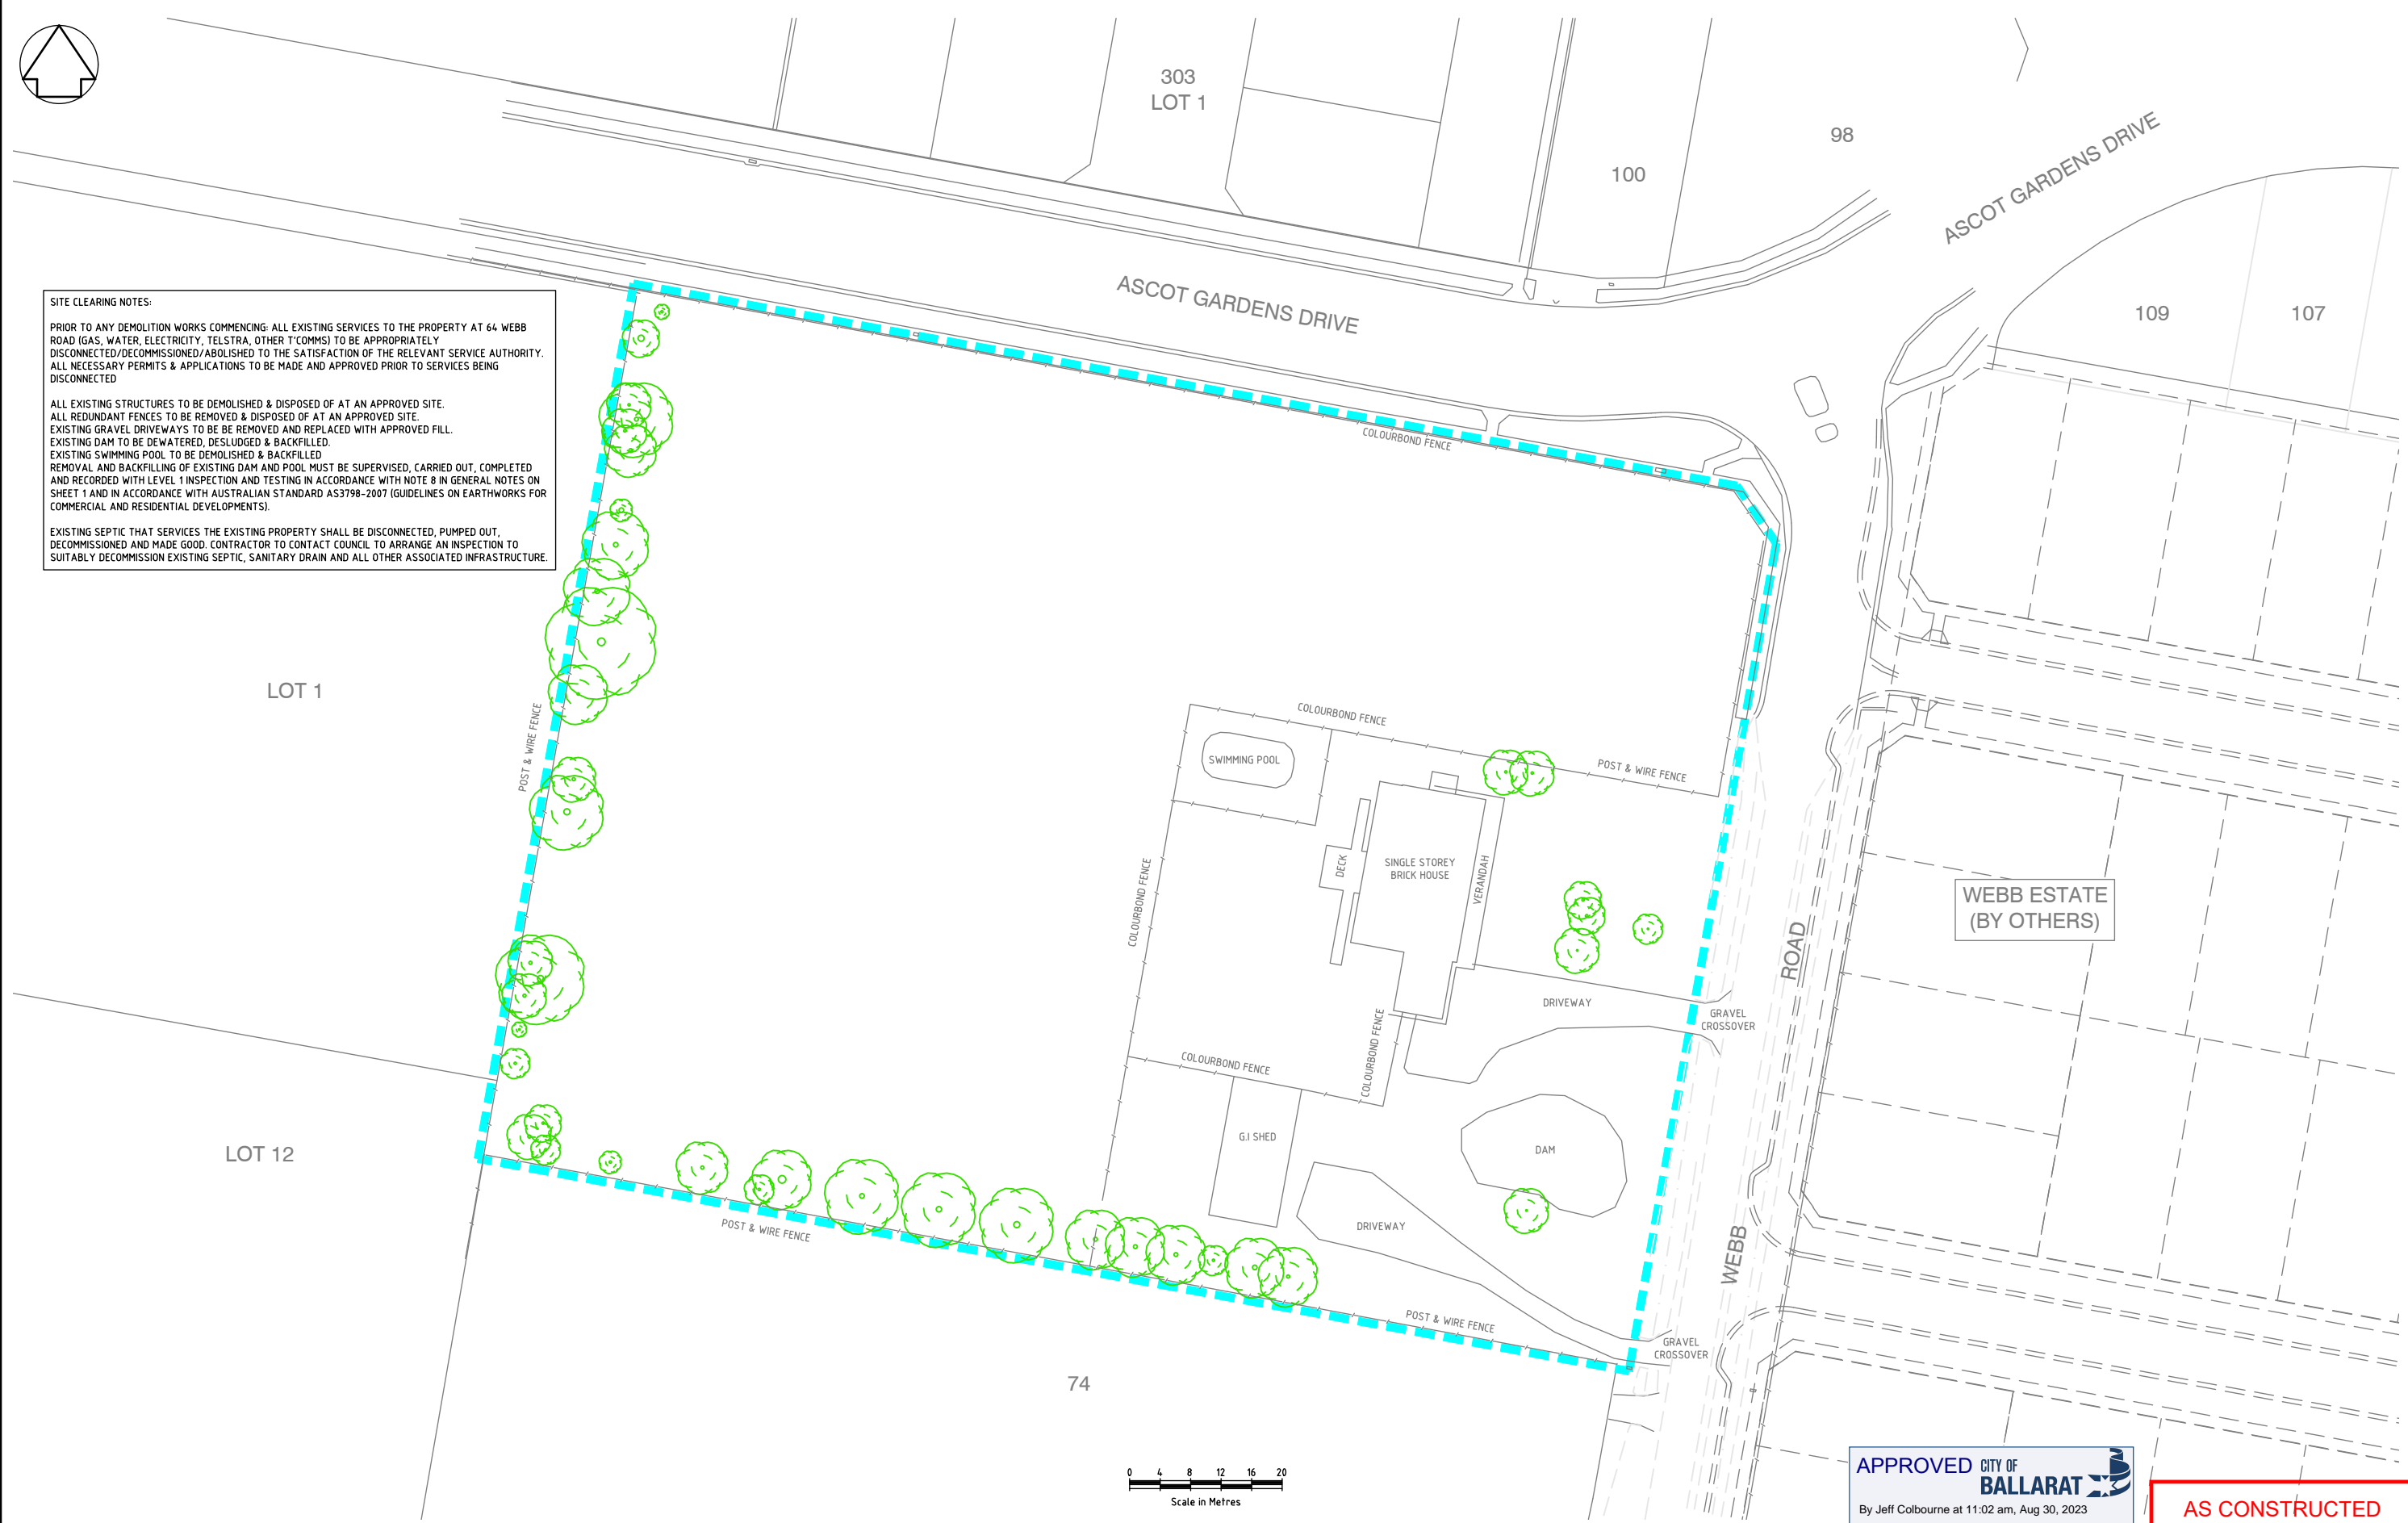 303
LOT 1
98
100
ASCOT GARDENS DRIVE
ASCOT GARDENS DRIVE
109
107
SITE CLEARING NOTES:
PRIOR TO ANY DEMOLITION WORKS COMMENCING: ALL EXISTING SERVICES TO THE PROPERTY AT 64 WEBB
ROAD (GAS, WATER, ELECTRICITY, TELSTRA, OTHER T'COMMS) TO BE APPROPRIATELY
DISCONNECTED/DECOMMISSIONED/ABOLISHED TO THE SATISFACTION OF THE RELEVANT SERVICE AUTHORITY.
ALL NECESSARY PERMITS & APPLICATIONS TO BE MADE AND APPROVED PRIOR TO SERVICES BEING
DISCONNECTED
ALL EXISTING STRUCTURES TO BE DEMOLISHED & DISPOSED OF AT AN APPROVED SITE.
ALL REDUNDANT FENCES TO BE REMOVED & DISPOSED OF AT AN APPROVED SITE.
EXISTING GRAVEL DRIVEWAYS TO BE BE REMOVED AND REPLACED WITH APPROVED FILL.
EXISTING DAM TO BE DEWATERED, DESLUDGED & BACKFILLED.
EXISTING SWIMMING POOL TO BE DEMOLISHED & BACKFILLED
REMOVAL AND BACKFILLING OF EXISTING DAM AND POOL MUST BE SUPERVISED, CARRIED OUT, COMPLETED
AND RECORDED WITH LEVEL 1 INSPECTION AND TESTING IN ACCORDANCE WITH NOTE 8 IN GENERAL NOTES ON
SHEET 1 AND IN ACCORDANCE WITH AUSTRALIAN STANDARD AS3798-2007 (GUIDELINES ON EARTHWORKS FOR
COMMERCIAL AND RESIDENTIAL DEVELOPMENTS).
EXISTING SEPTIC THAT SERVICES THE EXISTING PROPERTY SHALL BE DISCONNECTED, PUMPED OUT,
DECOMMISSIONED AND MADE GOOD. CONTRACTOR TO CONTACT COUNCIL TO ARRANGE AN INSPECTION TO
SUITABLY DECOMMISSION EXISTING SEPTIC, SANITARY DRAIN AND ALL OTHER ASSOCIATED INFRASTRUCTURE.
COLOURBOND FENCE
LOT 1
POST & WIRE FENCE
COLOURBOND FENCE
SWIMMING POOL
POST & WIRE FENCE
COLOURBOND FENCE
DECK
SINGLE STOREY
BRICK HOUSE
VERANDAH
WEBB ESTATE
(BY OTHERS)
ROAD
DRIVEWAY
GRAVEL
CROSSOVER
COLOURBOND FENCE
COLOURBOND FENCE
G.I SHED
DAM
LOT 12
DRIVEWAY
POST & WIRE FENCE
WEBB
POST & WIRE FENCE
GRAVEL
CROSSOVER
74
0 4 8 12 16 20
Scale in Metres
APPROVED CITY OF
BALLARAT
By Jeff Colbourne at 11:02 am, Aug 30, 2023
AS CONSTRUCTED